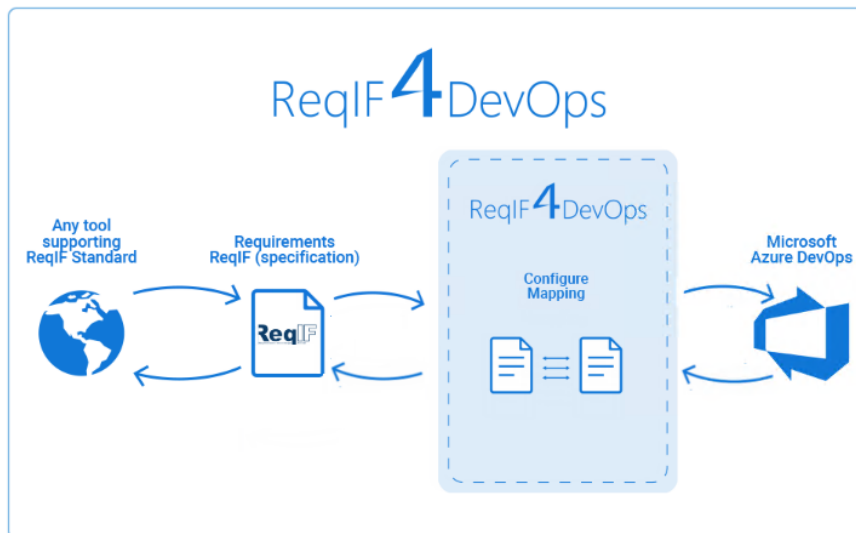 ReqIF4DevOps
ReqIF4DevOps
Any tool
supporting
ReqIF Standard
Requirements
ReqIF (specification)
ReqIF
Configure
Mapping
Microsoft
Azure DevOps